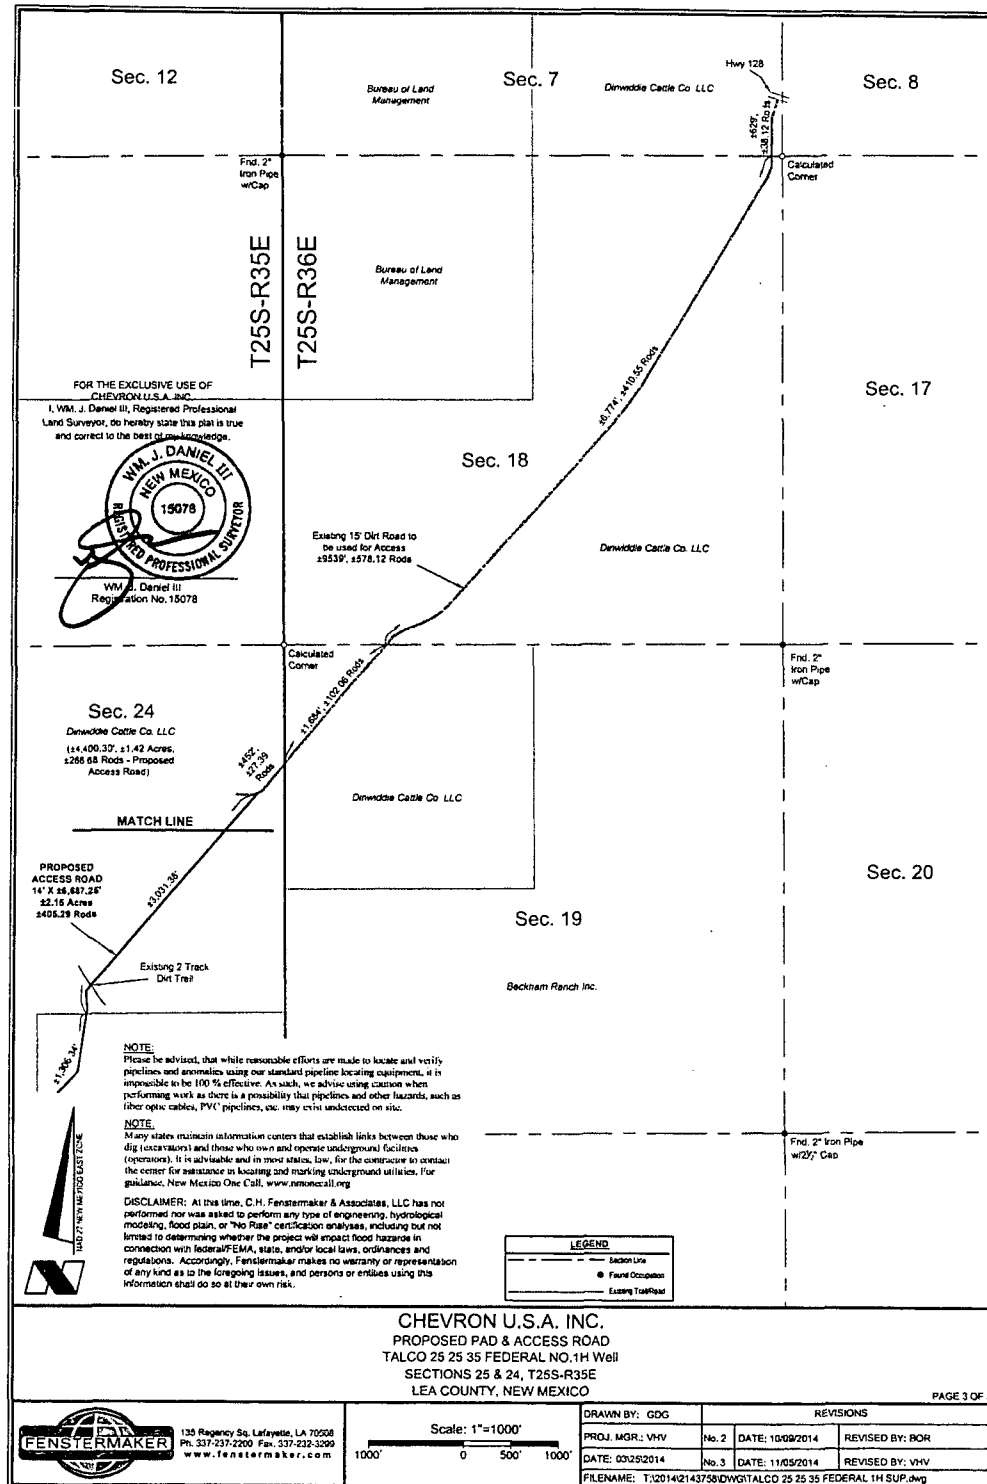 Sec. 12
Bureau of Land
Management
Sec. 7
Dinwiddie Cattle Co. LLC
Hwy 128
Sec. 8
±629',
±38.12 Rods
Fnd. 2"
Iron Pipe
w/Cap
Calculated
Corner
T25S-R35E
T25S-R36E
Bureau of Land
Management
FOR THE EXCLUSIVE USE OF
CHEVRON U.S.A. INC.
I, WM. J. Daniel III, Registered Professional
Land Surveyor, do hereby state this plat is true
and correct to the best of my knowledge.
WM. J. DANIEL III
NEW MEXICO
15078
REGISTERED PROFESSIONAL SURVEYOR
WM. J. Daniel III
Registration No. 15078
±6,774', ±410.55 Rods
Sec. 17
Sec. 18
Existing 15' Dirt Road to
be used for Access
±9539', ±578.12 Rods
Dinwiddie Cattle Co. LLC
Calculated
Corner
Fnd. 2"
Iron Pipe
w/Cap
±1,684', ±102.06 Rods
Sec. 24
Dinwiddie Cattle Co. LLC
(±4,400.30', ±1.42 Acres,
±266.68 Rods - Proposed
Access Road)
±452',
±27.39
Rods
Dinwiddie Cattle Co. LLC
MATCH LINE
PROPOSED
ACCESS ROAD
14' X ±6,687.25'
±2.15 Acres
±405.29 Rods
±3,031.38'
Sec. 20
Sec. 19
Existing 2 Track
Dirt Trail
Beckham Ranch Inc.
±1,306.34'
NOTE:
Please be advised, that while reasonable efforts are made to locate and verify
pipelines and anomalies using our standard pipeline locating equipment, it is
impossible to be 100 % effective. As such, we advise using caution when
performing work as there is a possibility that pipelines and other hazards, such as
fiber optic cables, PVC pipelines, etc. may exist undetected on site.
NOTE:
Many states maintain information centers that establish links between those who
dig (excavators) and those who own and operate underground facilities
(operators). It is advisable and in most states, law, for the contractor to contact
the center for assistance in locating and marking underground utilities. For
guidance, New Mexico One Call, www.nmonecall.org
DISCLAIMER: At this time, C.H. Fenstermaker & Associates, LLC has not
performed nor was asked to perform any type of engineering, hydrological
modeling, flood plain, or "No Rise" certification analyses, including but not
limited to determining whether the project will impact flood hazards in
connection with federal/FEMA, state, and/or local laws, ordinances and
regulations. Accordingly, Fenstermaker makes no warranty or representation
of any kind as to the foregoing issues, and persons or entities using this
information shall do so at their own risk.
NAD 27 NEW MEXICO EAST ZONE
Fnd. 2" Iron Pipe
w/2½" Cap
LEGEND
Section Line
Found Occupation
Existing Trail/Road
CHEVRON U.S.A. INC.
PROPOSED PAD & ACCESS ROAD
TALCO 25 25 35 FEDERAL NO.1H Well
SECTIONS 25 & 24, T25S-R35E
LEA COUNTY, NEW MEXICO
PAGE 3 OF
FENSTERMAKER
135 Regency Sq. Lafayette, LA 70508
Ph. 337-237-2200 Fax. 337-232-3299
www.fenstermaker.com
Scale: 1"=1000'
1000' 0 500' 1000'
DRAWN BY: GDG
REVISIONS
PROJ. MGR.: VHV
No. 2 DATE: 10/09/2014 REVISED BY: BOR
DATE: 03/25/2014
No. 3 DATE: 11/05/2014 REVISED BY: VHV
FILENAME: T:\2014\2143758\DWG\TALCO 25 25 35 FEDERAL 1H SUP.dwg